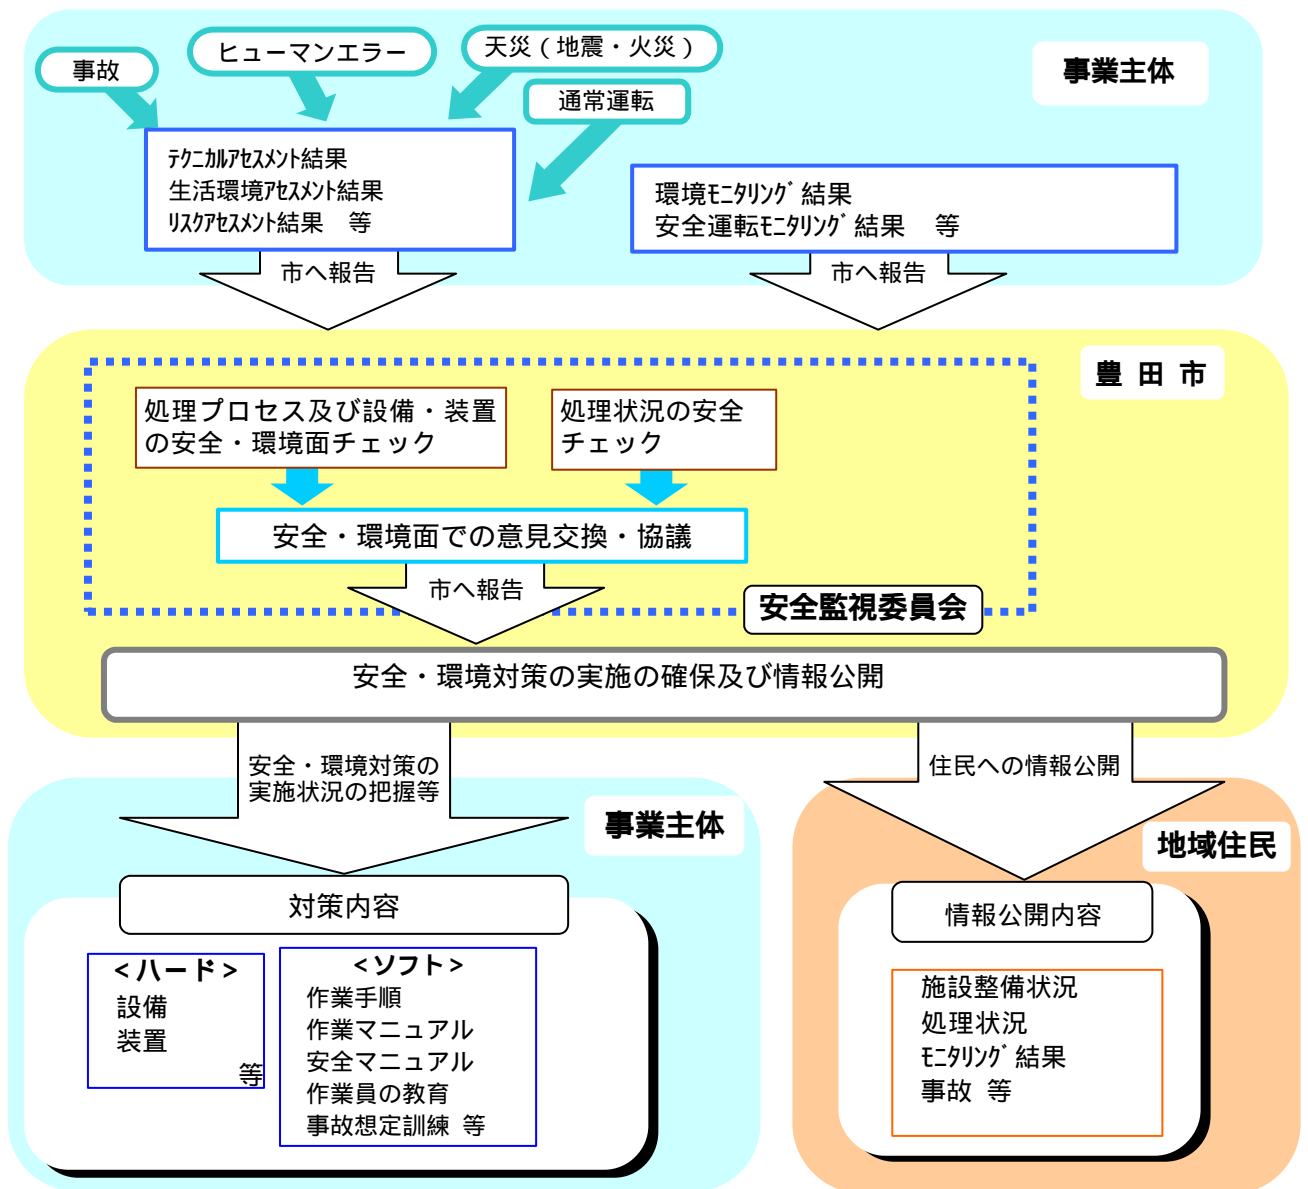 事故
ヒューマンエラー
天災（地震・火災）
通常運転
事業主体
ﾃｸﾆｶﾙｱｾｽﾒﾝﾄ結果
生活環境ｱｾｽﾒﾝﾄ結果
ﾘｽｸｱｾｽﾒﾝﾄ結果　等
環境ﾓﾆﾀﾘﾝｸﾞ結果
安全運転ﾓﾆﾀﾘﾝｸﾞ結果　等
市へ報告
市へ報告
豊 田 市
処理プロセス及び設備・装置
の安全・環境面チェック
処理状況の安全
チェック
安全・環境面での意見交換・協議
市へ報告
安全監視委員会
安全・環境対策の実施の確保及び情報公開
安全・環境対策の
実施状況の把握等
住民への情報公開
事業主体
地域住民
対策内容
<ハード>
設備
装置
等
<ソフト>
作業手順
作業マニュアル
安全マニュアル
作業員の教育
事故想定訓練 等
情報公開内容
施設整備状況
処理状況
ﾓﾆﾀﾘﾝｸﾞ結果
事故 等